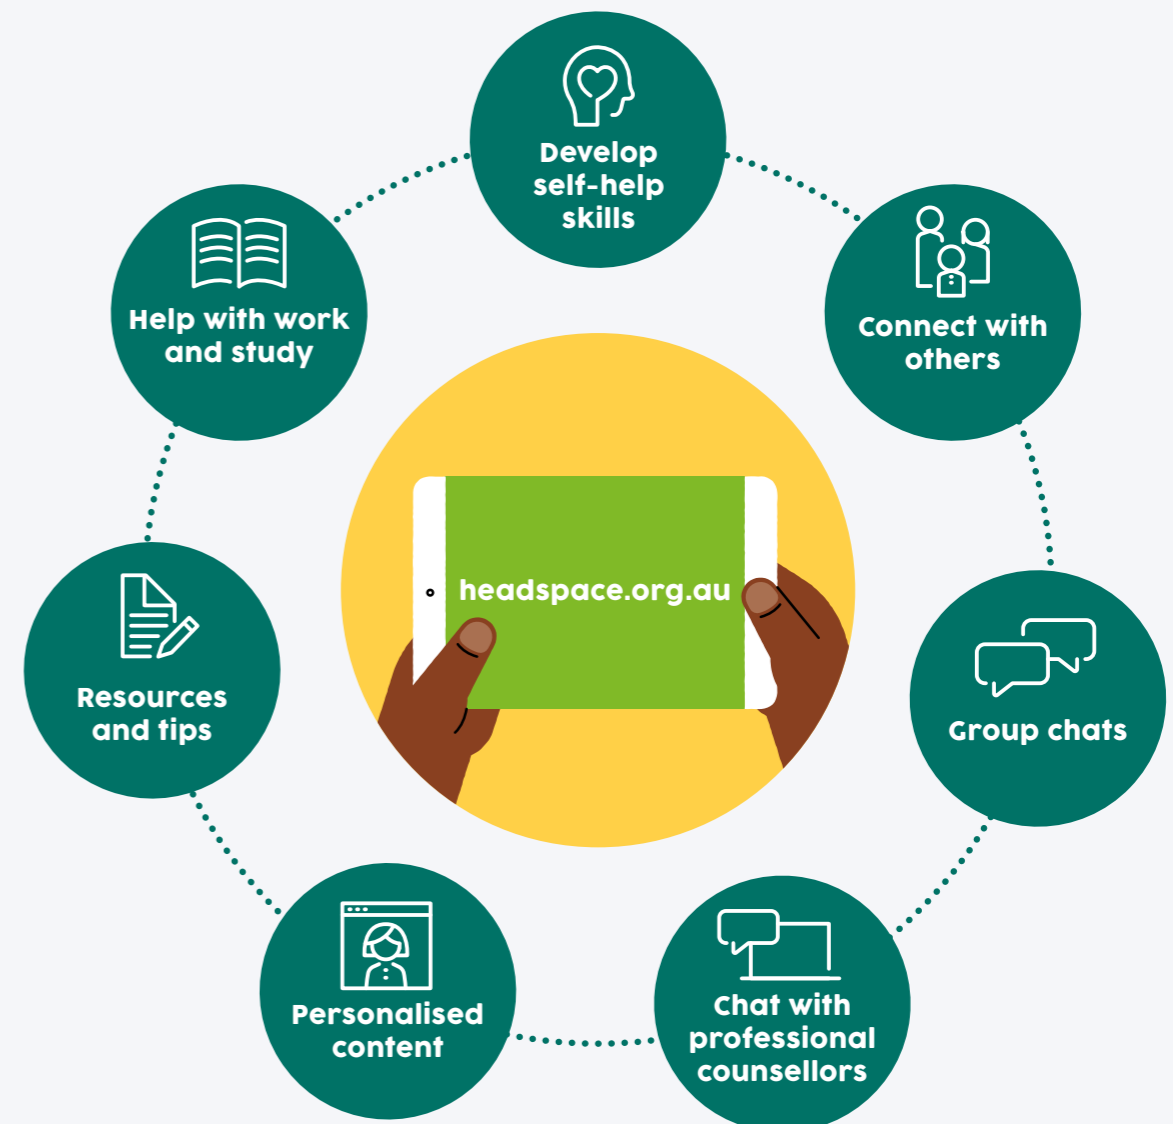 Develop
self-help
skills
Connect with
others
Group chats
Chat with
professional
counsellors
Personalised
content
Resources
and tips
Help with work
and study
headspace.org.au